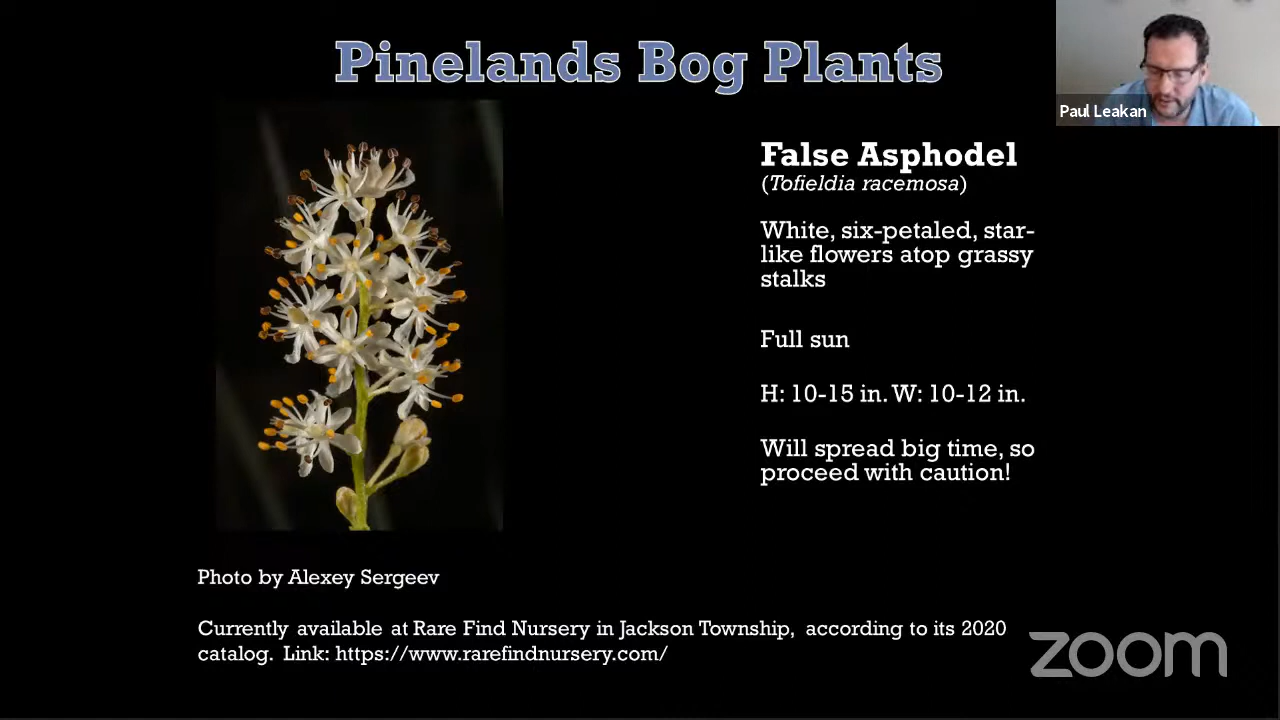 Pinelands Bog Plants
Paul Leakan
False Asphodel
(Tofieldia racemosa)
White, six-petaled, star-
like flowers atop grassy
stalks
Full sun
H: 10-15 in. W: 10-12 in.
Will spread big time, so
proceed with caution!
Photo by Alexey Sergeev
Currently available at Rare Find Nursery in Jackson Township, according to its 2020
catalog. Link: https://www.rarefindnursery.com/
zoom